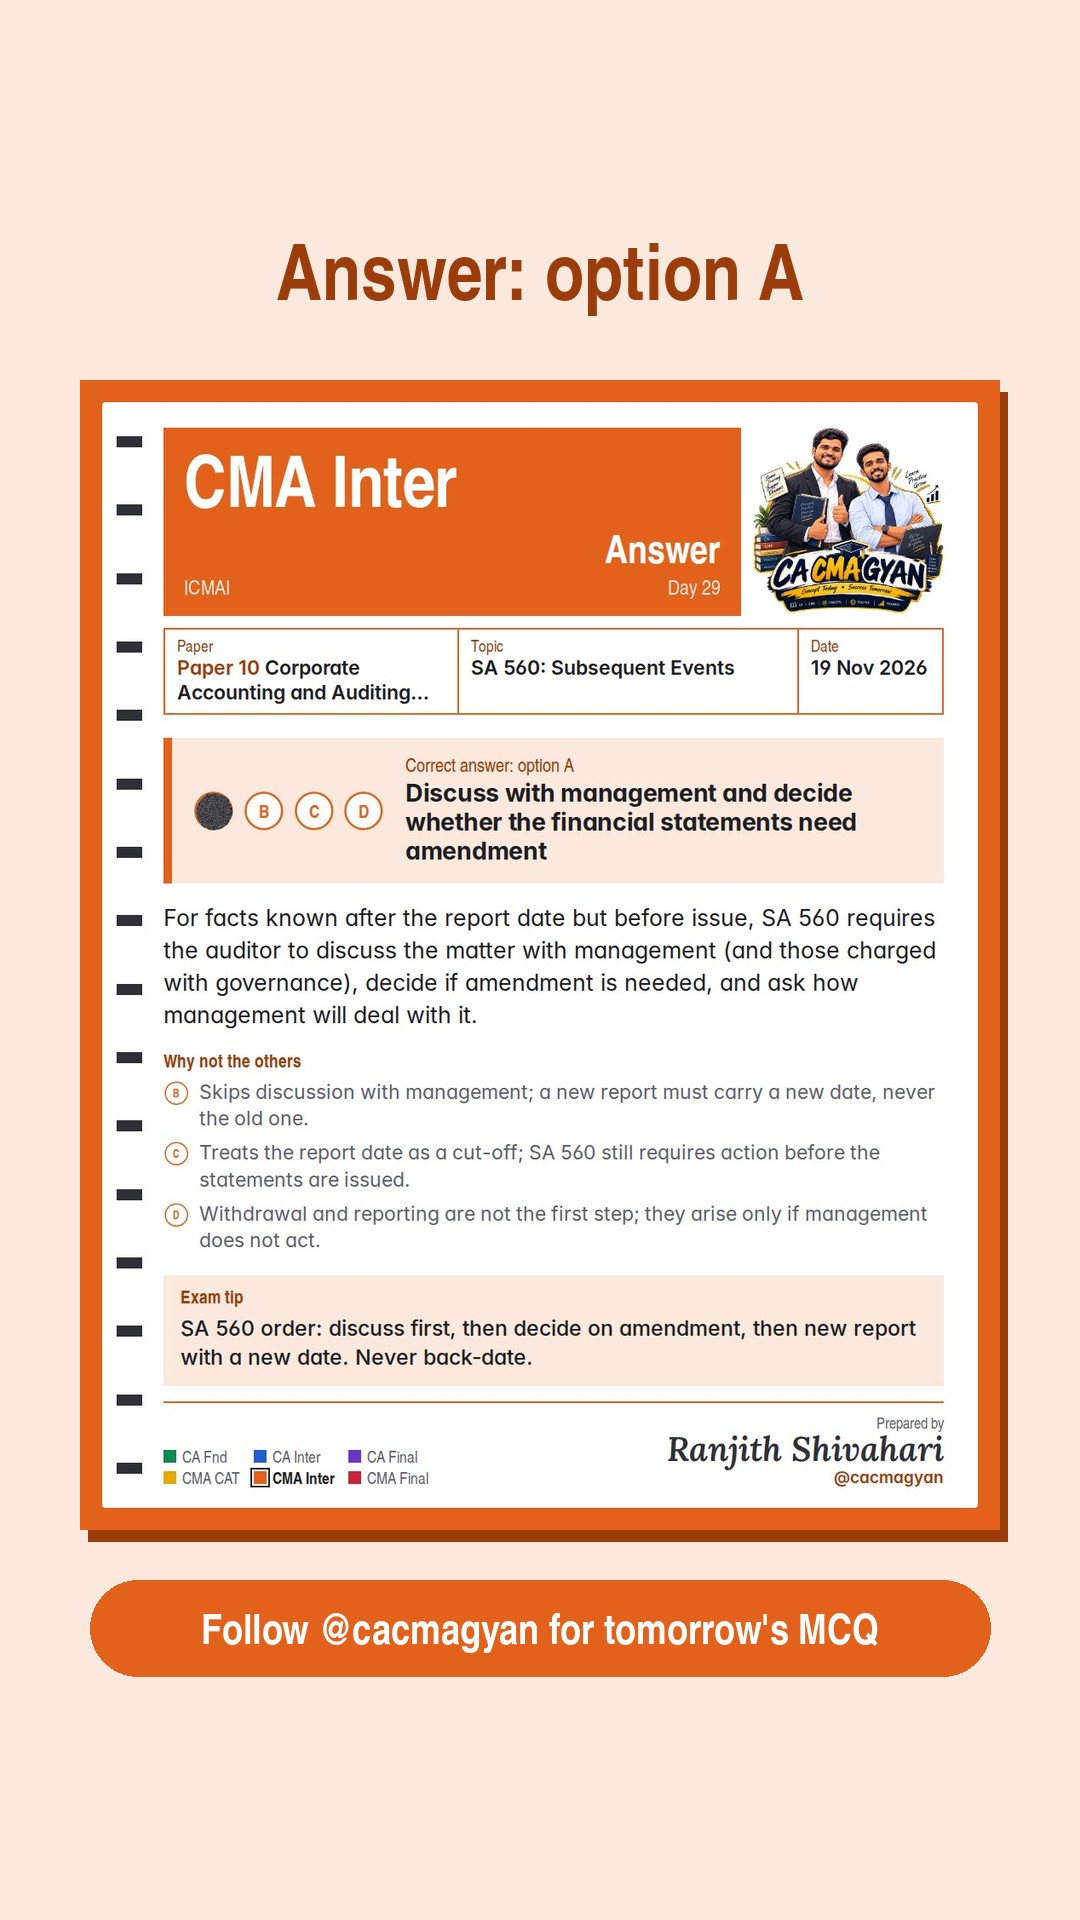 Answer: option A
CMA Inter
Answer
ICMAI
Day 29
CA CMA GYAN
Concept Today • Success Tomorrow
Paper
Paper 10 Corporate
Accounting and Auditing...
Topic
SA 560: Subsequent Events
Date
19 Nov 2026
Correct answer: option A
B C D
Discuss with management and decide
whether the financial statements need
amendment
For facts known after the report date but before issue, SA 560 requires
the auditor to discuss the matter with management (and those charged
with governance), decide if amendment is needed, and ask how
management will deal with it.
Why not the others
B Skips discussion with management; a new report must carry a new date, never
the old one.
C Treats the report date as a cut-off; SA 560 still requires action before the
statements are issued.
D Withdrawal and reporting are not the first step; they arise only if management
does not act.
Exam tip
SA 560 order: discuss first, then decide on amendment, then new report
with a new date. Never back-date.
Prepared by
Ranjith Shivahari
@cacmagyan
CA Fnd CA Inter CA Final
CMA CAT CMA Inter CMA Final
Follow @cacmagyan for tomorrow's MCQ